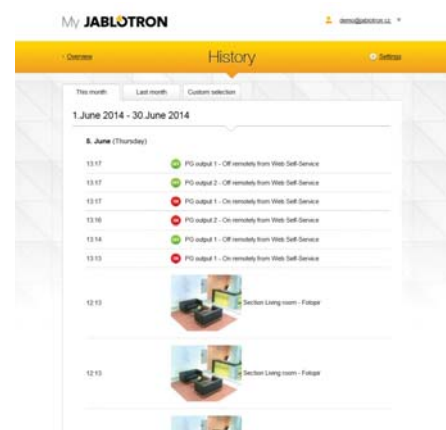 My JABLOTRON
demo@jablotron.cz
Overview
History
Settings
This month
Last month
Custom selection
1.June 2014 - 30.June 2014
5. June (Thursday)
13:17 PG output 1 - Off remotely from Web Self-Service
13:17 PG output 2 - Off remotely from Web Self-Service
13:17 PG output 1 - On remotely from Web Self-Service
13:16 PG output 2 - On remotely from Web Self-Service
13:14 PG output 1 - Off remotely from Web Self-Service
13:13 PG output 1 - On remotely from Web Self-Service
12:13 Section Living room - Fotopir
12:13 Section Living room - Fotopir